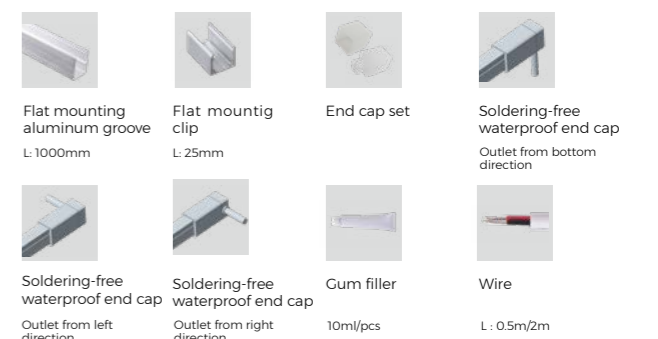 Flat mounting
aluminum groove
L: 1000mm
Flat mountig
clip
L: 25mm
End cap set
Soldering-free
waterproof end cap
Outlet from bottom
direction
Soldering-free
waterproof end cap
Outlet from left
direction
Soldering-free
waterproof end cap
Outlet from right
direction
Gum filler
10ml/pcs
Wire
L : 0.5m/2m